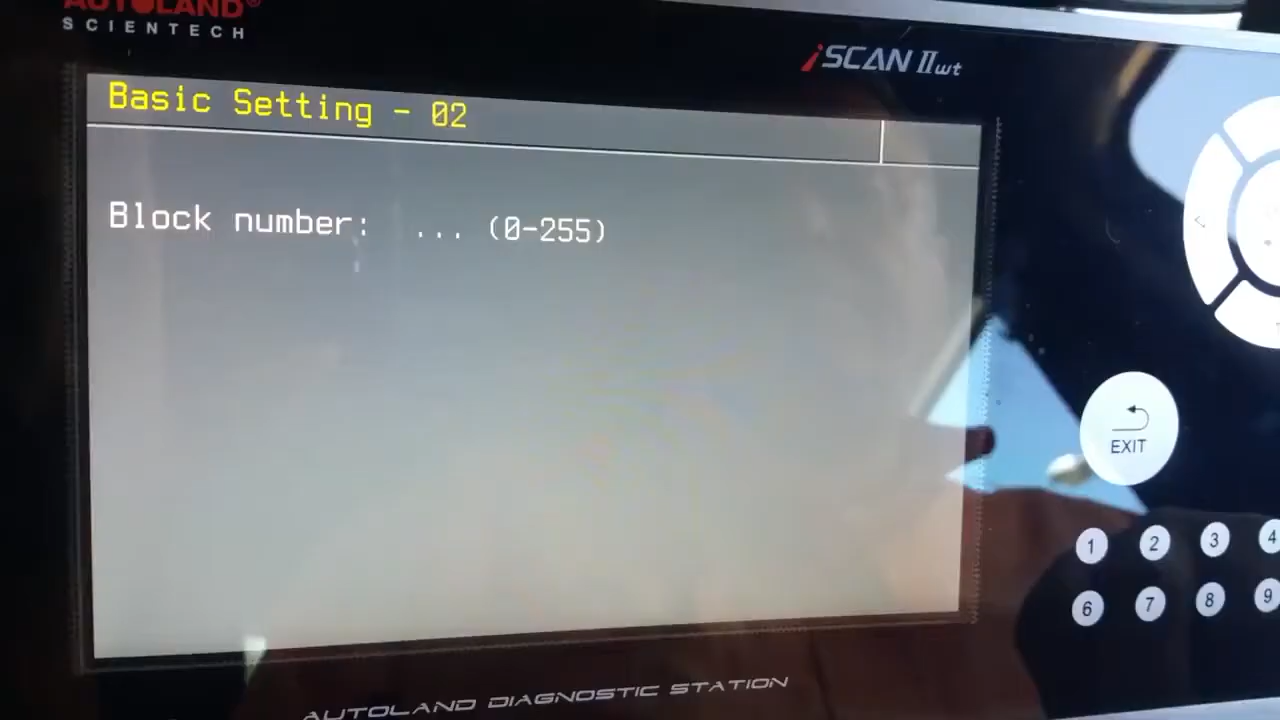 AUTOLAND®
SCIENTECH
iSCAN IIwt
Basic Setting - 02
Block number: ... (0-255)
EXIT
1 2 3 4
6 7 8 9
AUTOLAND DIAGNOSTIC STATION